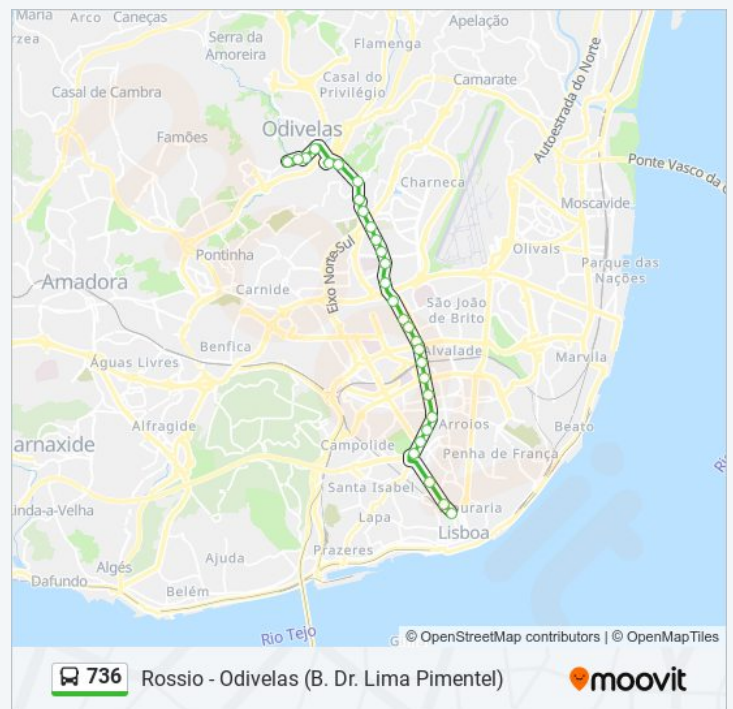 Maria
Arco
Caneças
Apelação
rzea
Serra da
Amoreira
Flamenga
Casal do
Privilégio
Camarate
Casal de Cambra
Autoestrada do Norte
Odivelas
Famões
Ponte Vasco da
Charneca
Moscavide
Pontinha
Eixo Norte-Sul
Olivais
Parque das
Nações
Amadora
Carnide
São João
de Brito
Benfica
Alvalade
Marvila
Águas Livres
Alfragide
Arroios
Beato
arnaxide
Campolide
Penha de França
Santa Isabel
Linda-a-Velha
Lapa
ouraria
Lisboa
Ajuda
Prazeres
Algés
Dafundo
Belém
Rio Tejo
© OpenStreetMap contributors | © OpenMapTiles
736
Rossio - Odivelas (B. Dr. Lima Pimentel)
moovit